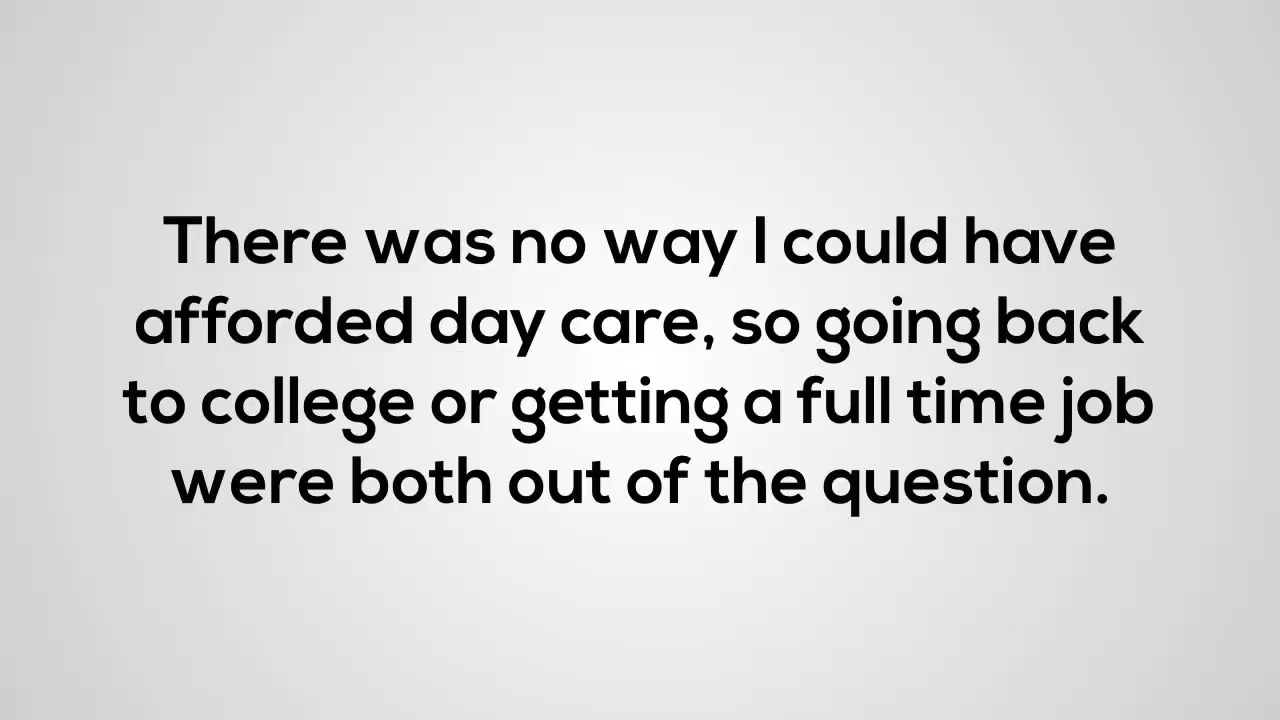 There was no way I could have
afforded day care, so going back
to college or getting a full time job
were both out of the question.